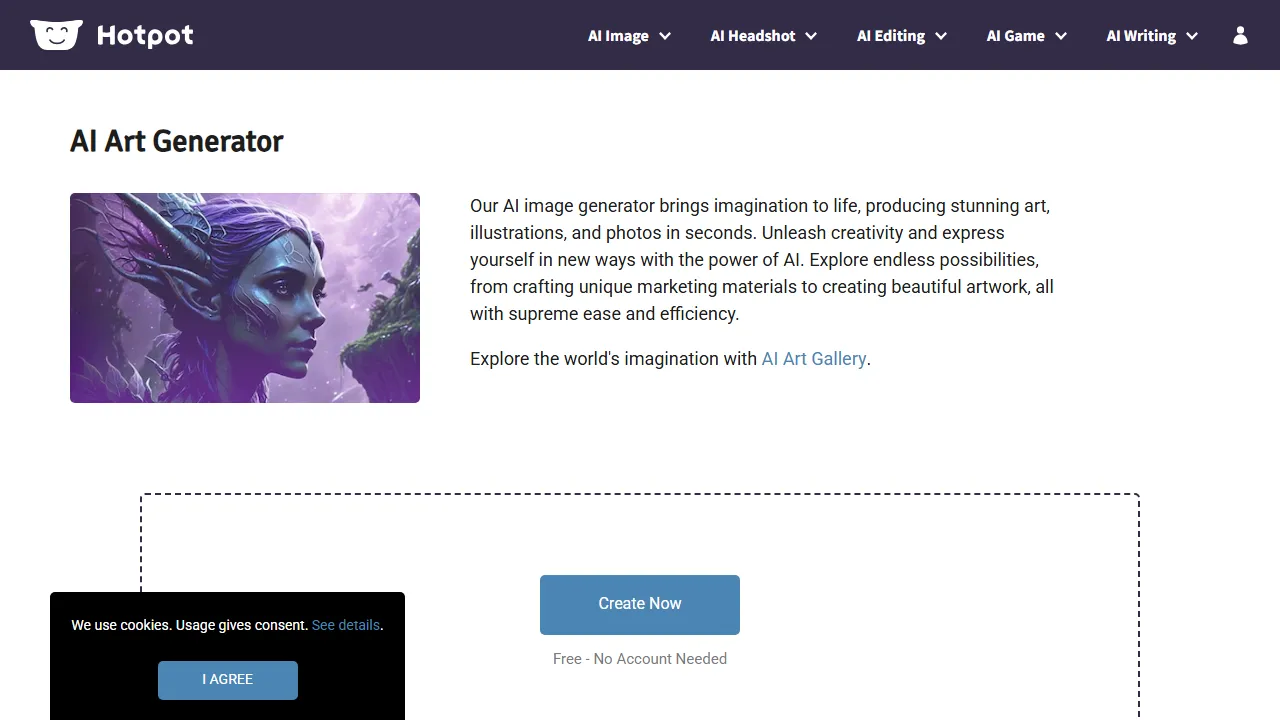 Hotpot
AI Image
AI Headshot
AI Editing
AI Game
AI Writing
AI Art Generator
Our AI image generator brings imagination to life, producing stunning art,
illustrations, and photos in seconds. Unleash creativity and express
yourself in new ways with the power of AI. Explore endless possibilities,
from crafting unique marketing materials to creating beautiful artwork, all
with supreme ease and efficiency.
Explore the world's imagination with AI Art Gallery.
Create Now
Free - No Account Needed
We use cookies. Usage gives consent. See details.
I AGREE